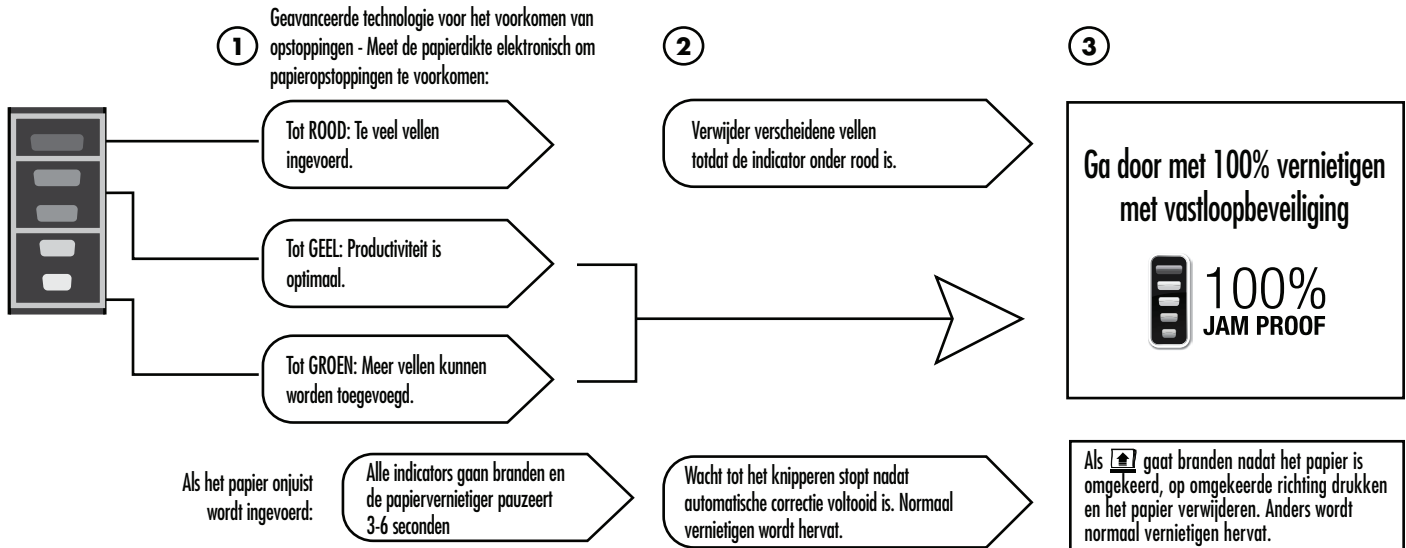 1
Geavanceerde technologie voor het voorkomen van
opstoppingen - Meet de papierdikte elektronisch om
papieropstoppingen te voorkomen:
2
3
Tot ROOD: Te veel vellen
ingevoerd.
Verwijder verscheidene vellen
totdat de indicator onder rood is.
Ga door met 100% vernietigen
met vastloopbeveiliging
100%
JAM PROOF
Tot GEEL: Productiviteit is
optimaal.
Tot GROEN: Meer vellen kunnen
worden toegevoegd.
Als het papier onjuist
wordt ingevoerd:
Alle indicators gaan branden en
de papiervernietiger pauzeert
3-6 seconden
Wacht tot het knipperen stopt nadat
automatische correctie voltooid is. Normaal
vernietigen wordt hervat.
Als gaat branden nadat het papier is
omgekeerd, op omgekeerde richting drukken
en het papier verwijderen. Anders wordt
normaal vernietigen hervat.